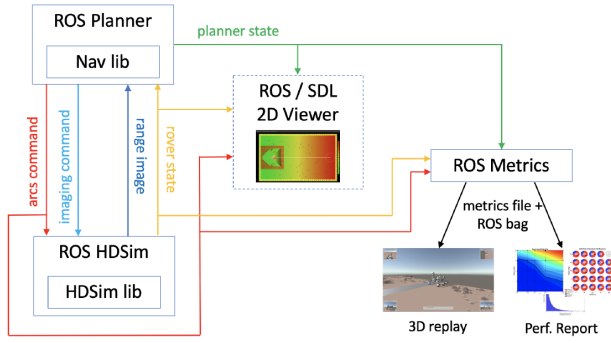 ROS Planner
Nav lib
planner state
ROS / SDL
2D Viewer
arcs command
imaging command
range image
rover state
ROS Metrics
metrics file +
ROS bag
ROS HDSim
HDSim lib
3D replay
Perf. Report